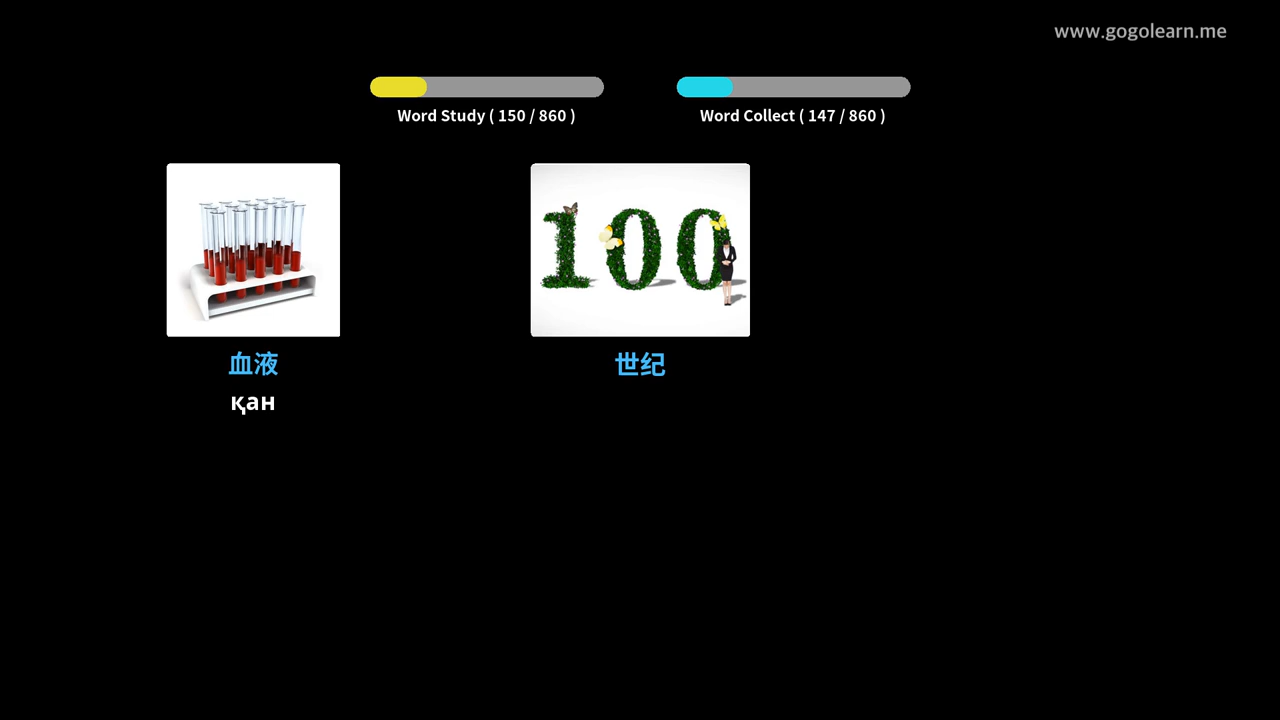 www.gogolearn.me
Word Study ( 150 / 860 )
Word Collect ( 147 / 860 )
100
血液
世纪
қан